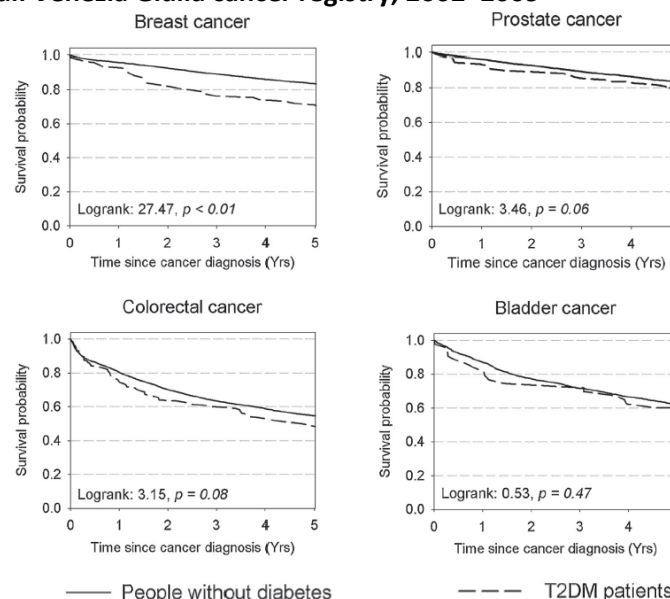 Venezia Giulia cancer registry, 2002–2009
Breast cancer
Survival probability
1.0
0.8
0.6
0.4
0.2
0.0
Logrank: 27.47, p < 0.01
0 1 2 3 4 5
Time since cancer diagnosis (Yrs)
Prostate cancer
Survival probability
1.0
0.8
0.6
0.4
0.2
0.0
Logrank: 3.46, p = 0.06
0 1 2 3 4
Time since cancer diagnosis (Yrs)
Colorectal cancer
Survival probability
1.0
0.8
0.6
0.4
0.2
0.0
Logrank: 3.15, p = 0.08
0 1 2 3 4 5
Time since cancer diagnosis (Yrs)
Bladder cancer
Survival probability
1.0
0.8
0.6
0.4
0.2
0.0
Logrank: 0.53, p = 0.47
0 1 2 3 4
Time since cancer diagnosis (Yrs)
People without diabetes
T2DM patients